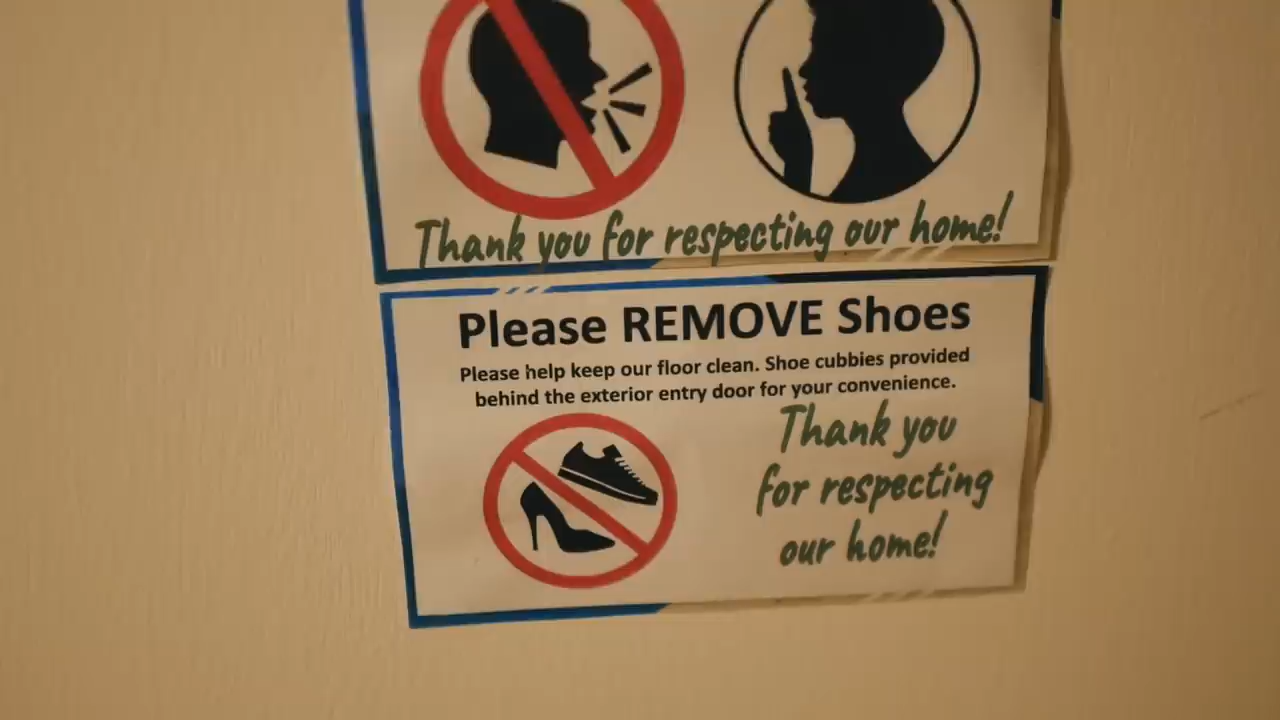 Thank you for respecting our home!
Please REMOVE Shoes
Please help keep our floor clean. Shoe cubbies provided
behind the exterior entry door for your convenience.
Thank you
for respecting
our home!